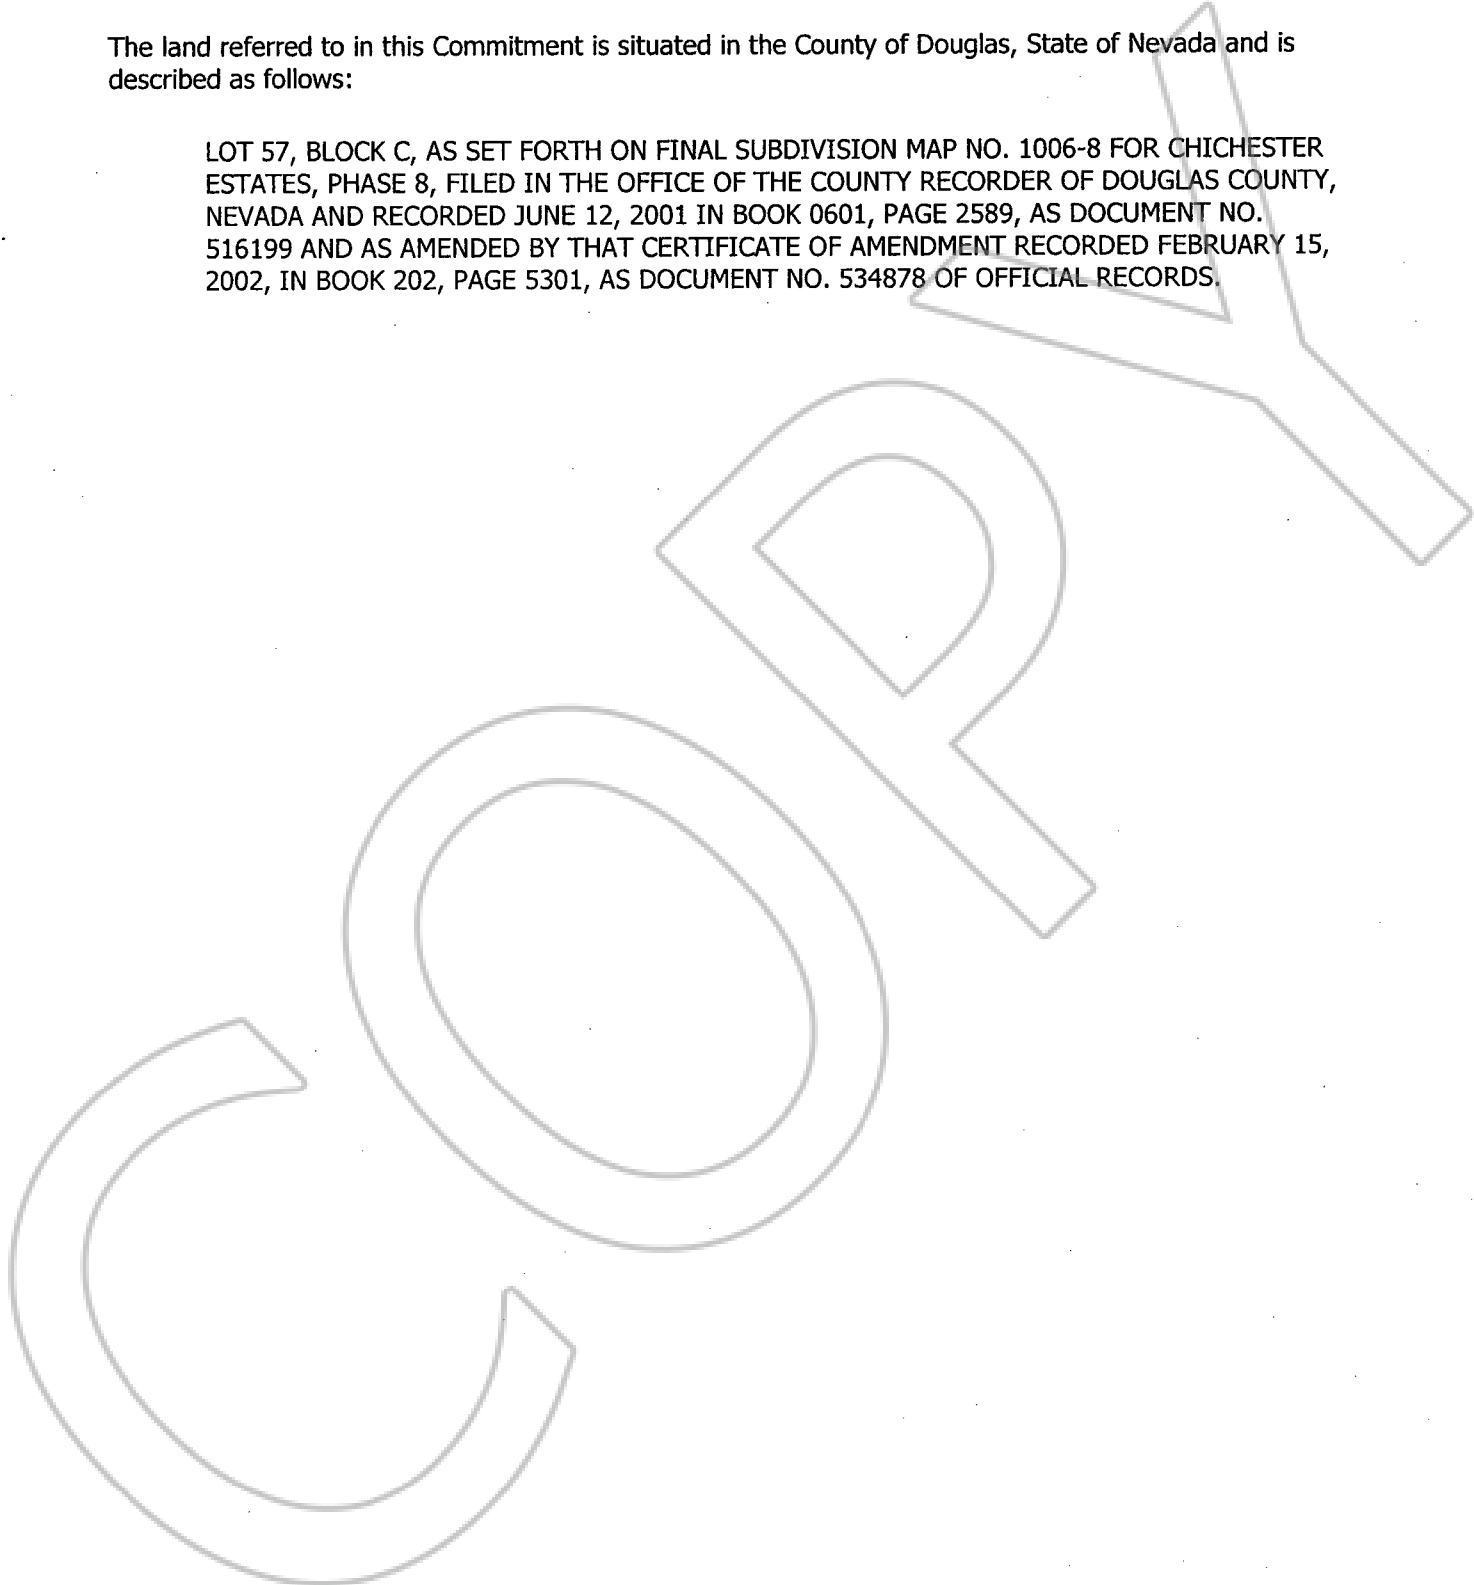 The land referred to in this Commitment is situated in the County of Douglas, State of Nevada and is
described as follows:
LOT 57, BLOCK C, AS SET FORTH ON FINAL SUBDIVISION MAP NO. 1006-8 FOR CHICHESTER
ESTATES, PHASE 8, FILED IN THE OFFICE OF THE COUNTY RECORDER OF DOUGLAS COUNTY,
NEVADA AND RECORDED JUNE 12, 2001 IN BOOK 0601, PAGE 2589, AS DOCUMENT NO.
516199 AND AS AMENDED BY THAT CERTIFICATE OF AMENDMENT RECORDED FEBRUARY 15,
2002, IN BOOK 202, PAGE 5301, AS DOCUMENT NO. 534878 OF OFFICIAL RECORDS.
COPY